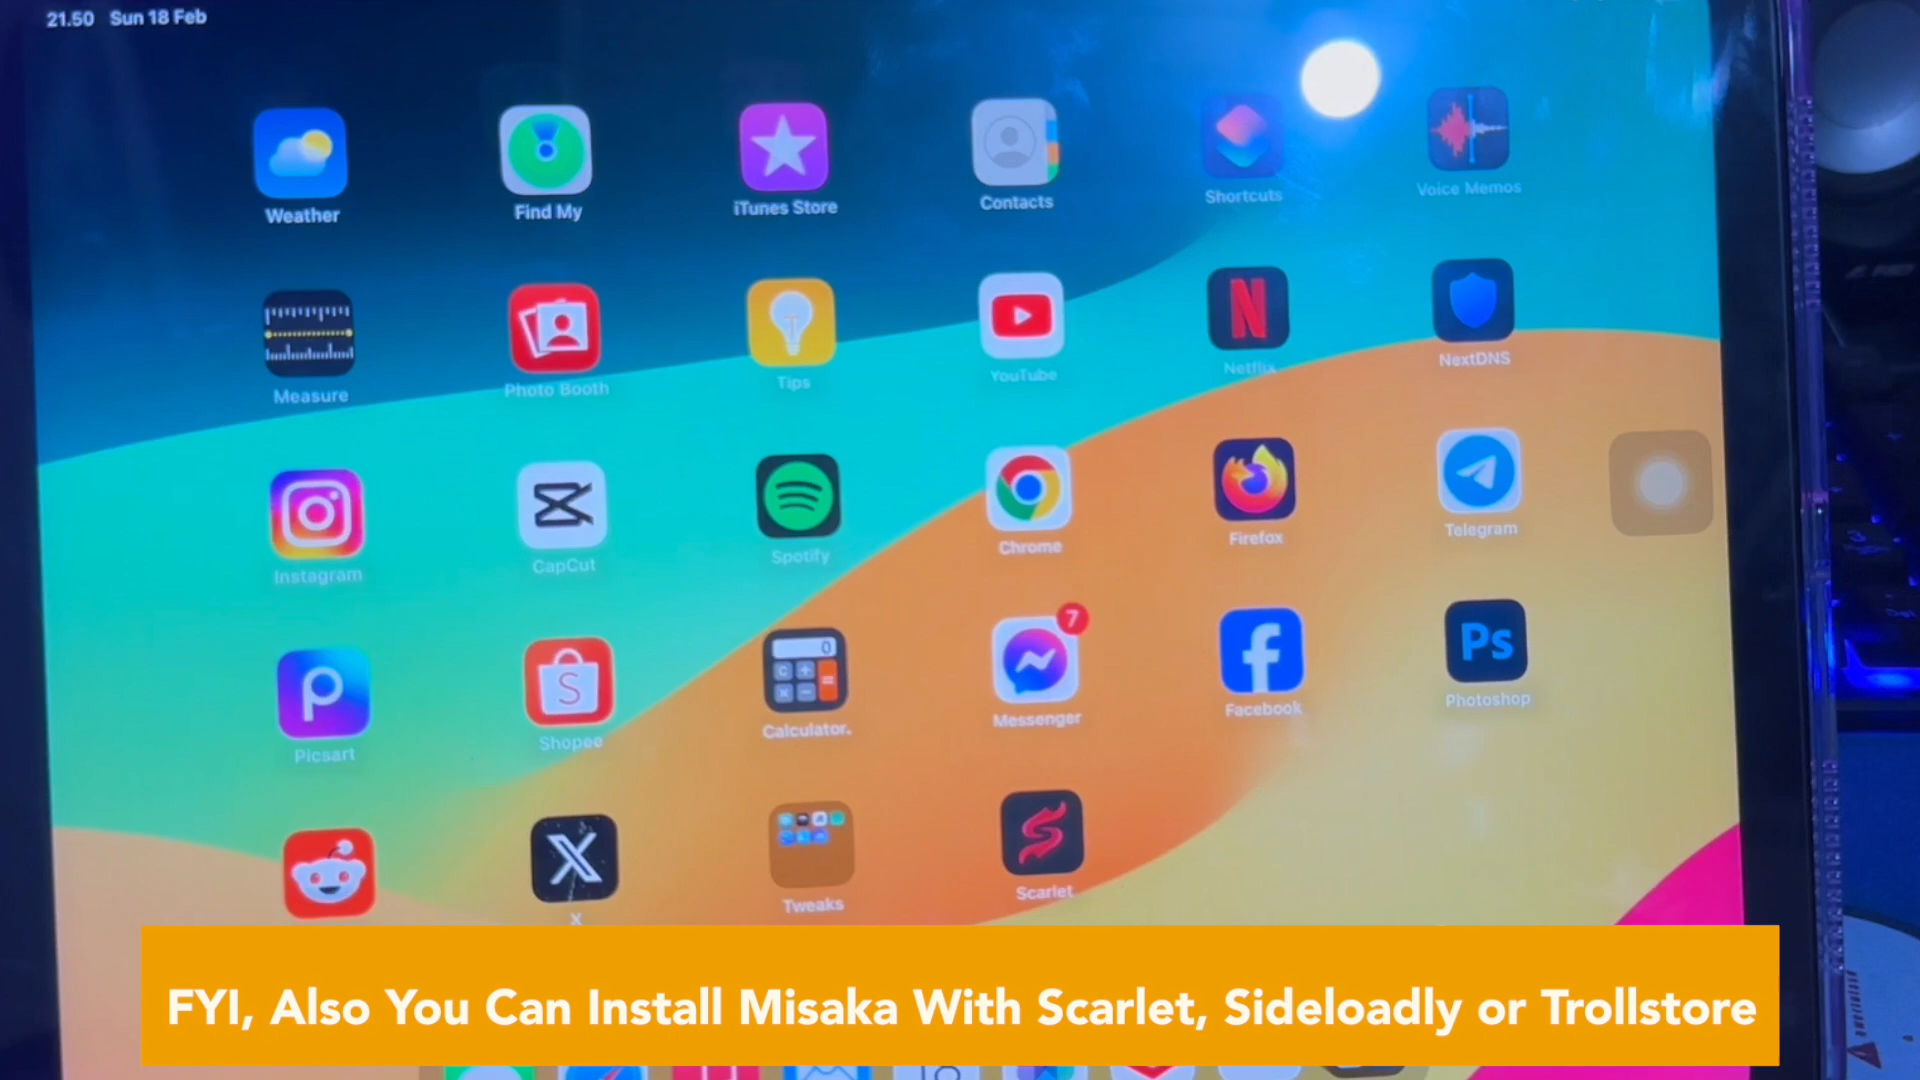 21.50 Sun 18 Feb
Weather Find My iTunes Store Contacts Shortcuts Voice Memos
Measure Photo Booth Tips YouTube Netflix NextDNS
Instagram CapCut Spotify Chrome Firefox Telegram
7
Ps
Picsart Shopee Calculator. Messenger Facebook Photoshop
X Tweaks Scarlet
FYI, Also You Can Install Misaka With Scarlet, Sideloadly or Trollstore